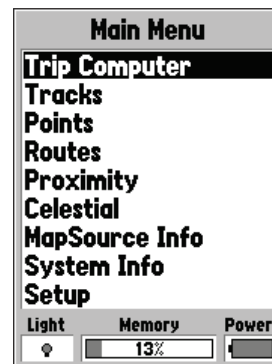 Main Menu
Trip Computer
Tracks
Points
Routes
Proximity
Celestial
MapSource Info
System Info
Setup
Light Memory Power
13%